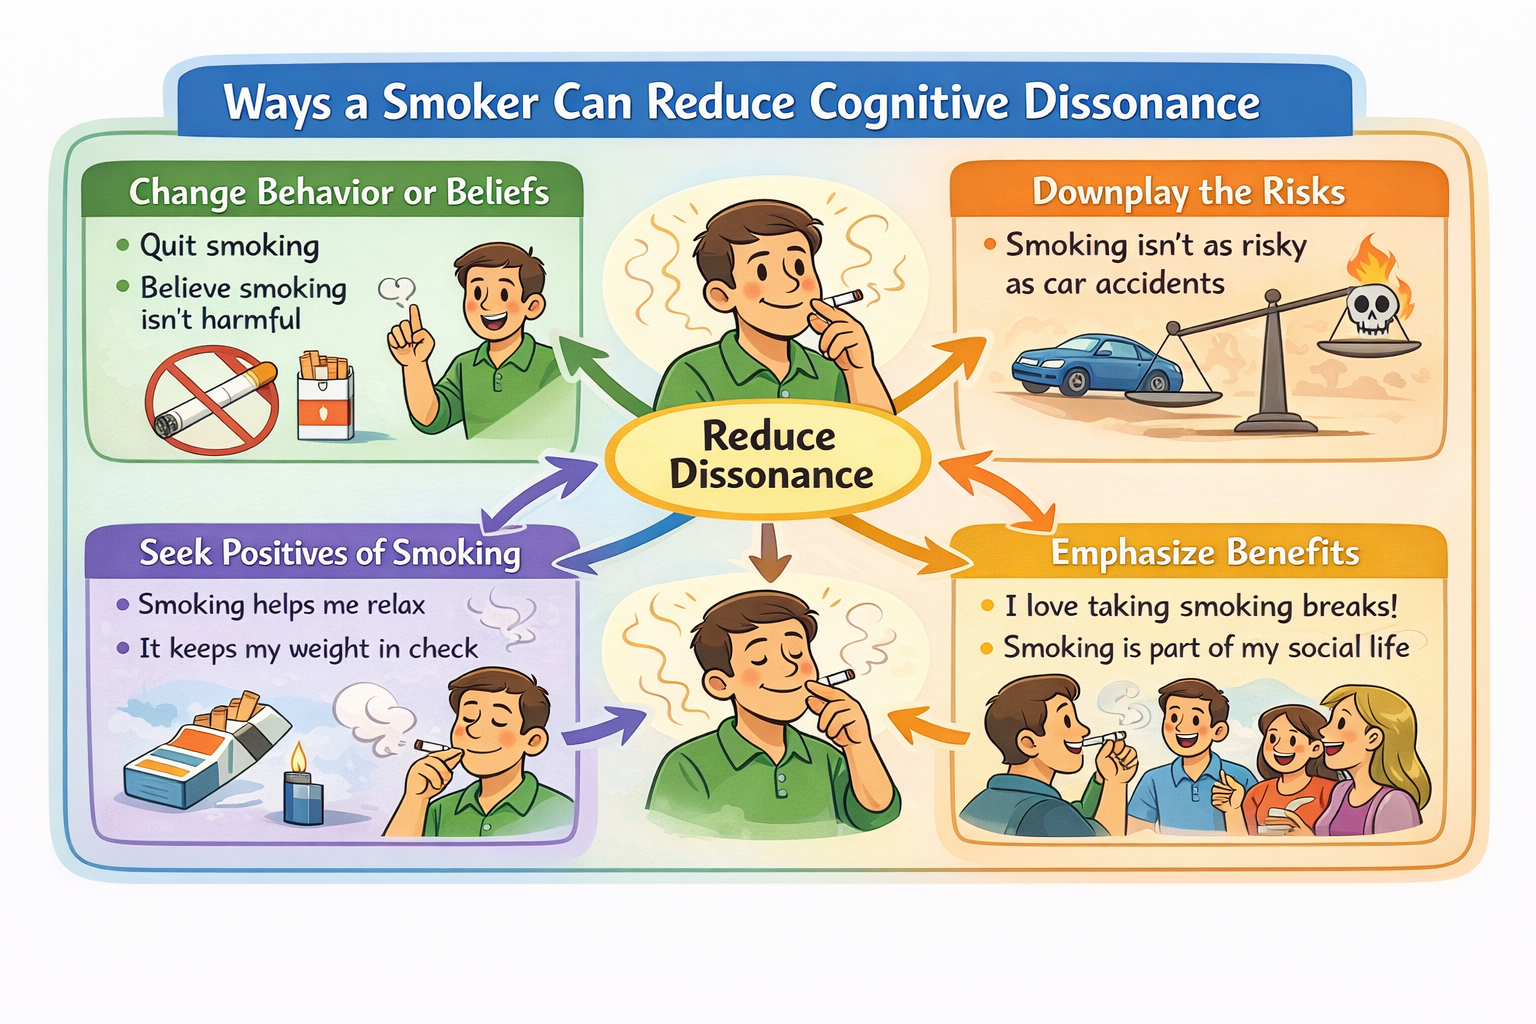 Ways a Smoker Can Reduce Cognitive Dissonance
Change Behavior or Beliefs
• Quit smoking
• Believe smoking
isn't harmful
Downplay the Risks
• Smoking isn't as risky
as car accidents
Reduce
Dissonance
Seek Positives of Smoking
• Smoking helps me relax
• It keeps my weight in check
Emphasize Benefits
• I love taking smoking breaks!
• Smoking is part of my social life